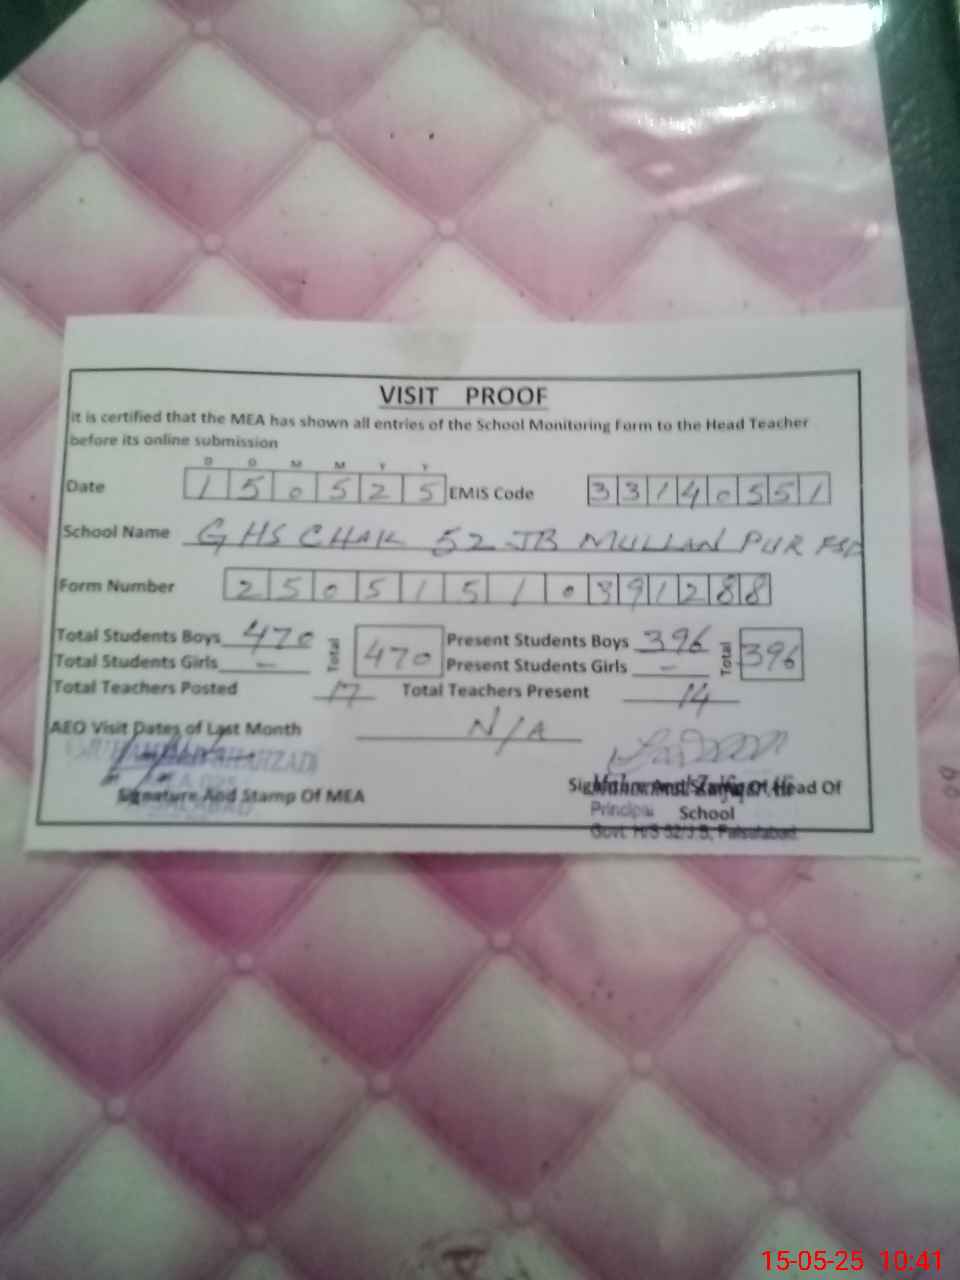 VISIT PROOF
It is certified that the MEA has shown all entries of the School Monitoring Form to the Head Teacher
before its online submission
D D M M Y Y
Date 1 5 0 5 2 5 EMIS Code 3 3 1 4 0 5 5 1
School Name GHS CHAK 52 JB MULLAN PUR FSD
Form Number 2 5 0 5 1 5 1 0 3 9 1 2 8 8
Total Students Boys 470 Total 470 Present Students Boys 396 Total 396
Total Students Girls - Present Students Girls -
Total Teachers Posted 17 Total Teachers Present 14
AEO Visit Dates of Last Month N/A
SHAHZAD
Signature And Stamp Of MEA
Signature And Stamp Of Head Of
School
Principal
Govt. H/S 52/J.B, Faisalabad
15-05-25 10:41